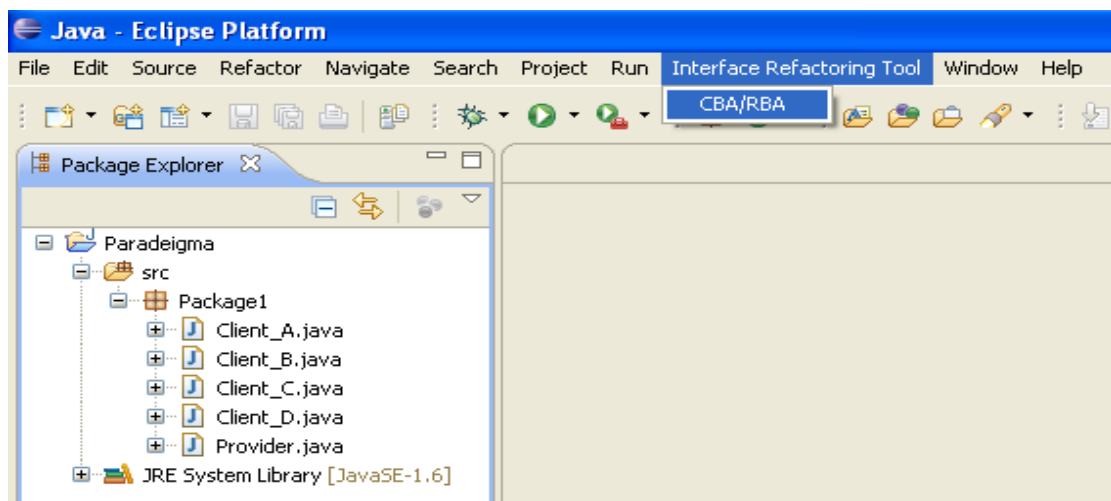 Java - Eclipse Platform
File Edit Source Refactor Navigate Search Project Run Interface Refactoring Tool Window Help
CBA/RBA
Package Explorer
Paradeigma
src
Package1
Client_A.java
Client_B.java
Client_C.java
Client_D.java
Provider.java
JRE System Library [JavaSE-1.6]